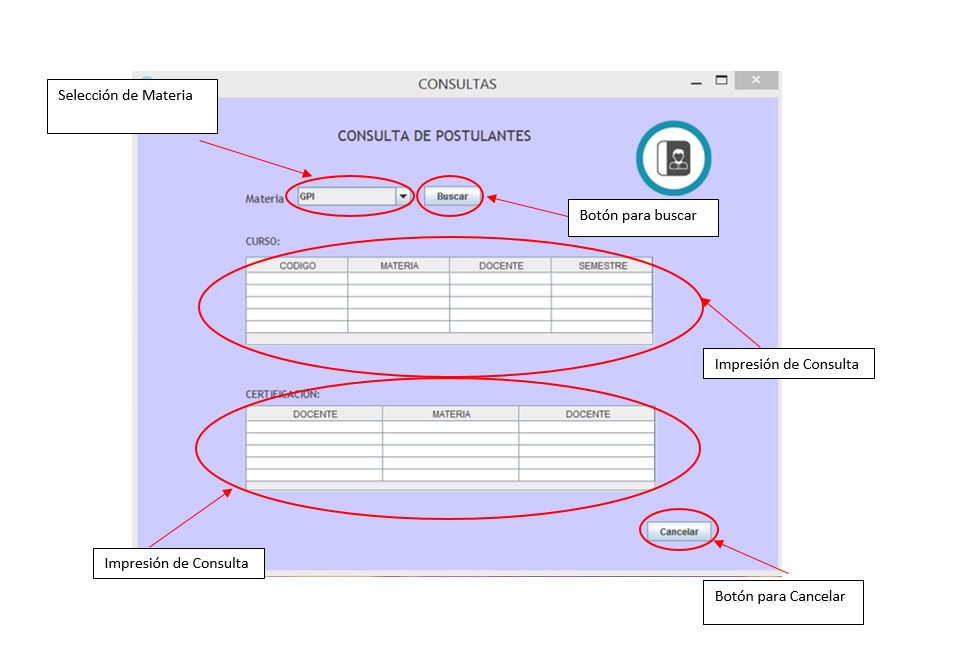 CONSULTAS
Selección de Materia
CONSULTA DE POSTULANTES
Materia GPI Buscar
Botón para buscar
CURSO:
CODIGO MATERIA DOCENTE SEMESTRE
Impresión de Consulta
CERTIFICACION:
DOCENTE MATERIA DOCENTE
Cancelar
Impresión de Consulta
Botón para Cancelar